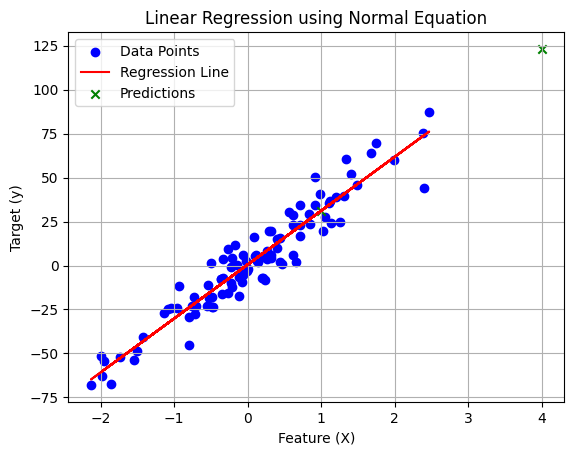 Linear Regression using Normal Equation
Data Points
Regression Line
Predictions
125
100
75
50
25
0
−25
−50
−75
Target (y)
−2
−1
0
1
2
3
4
Feature (X)